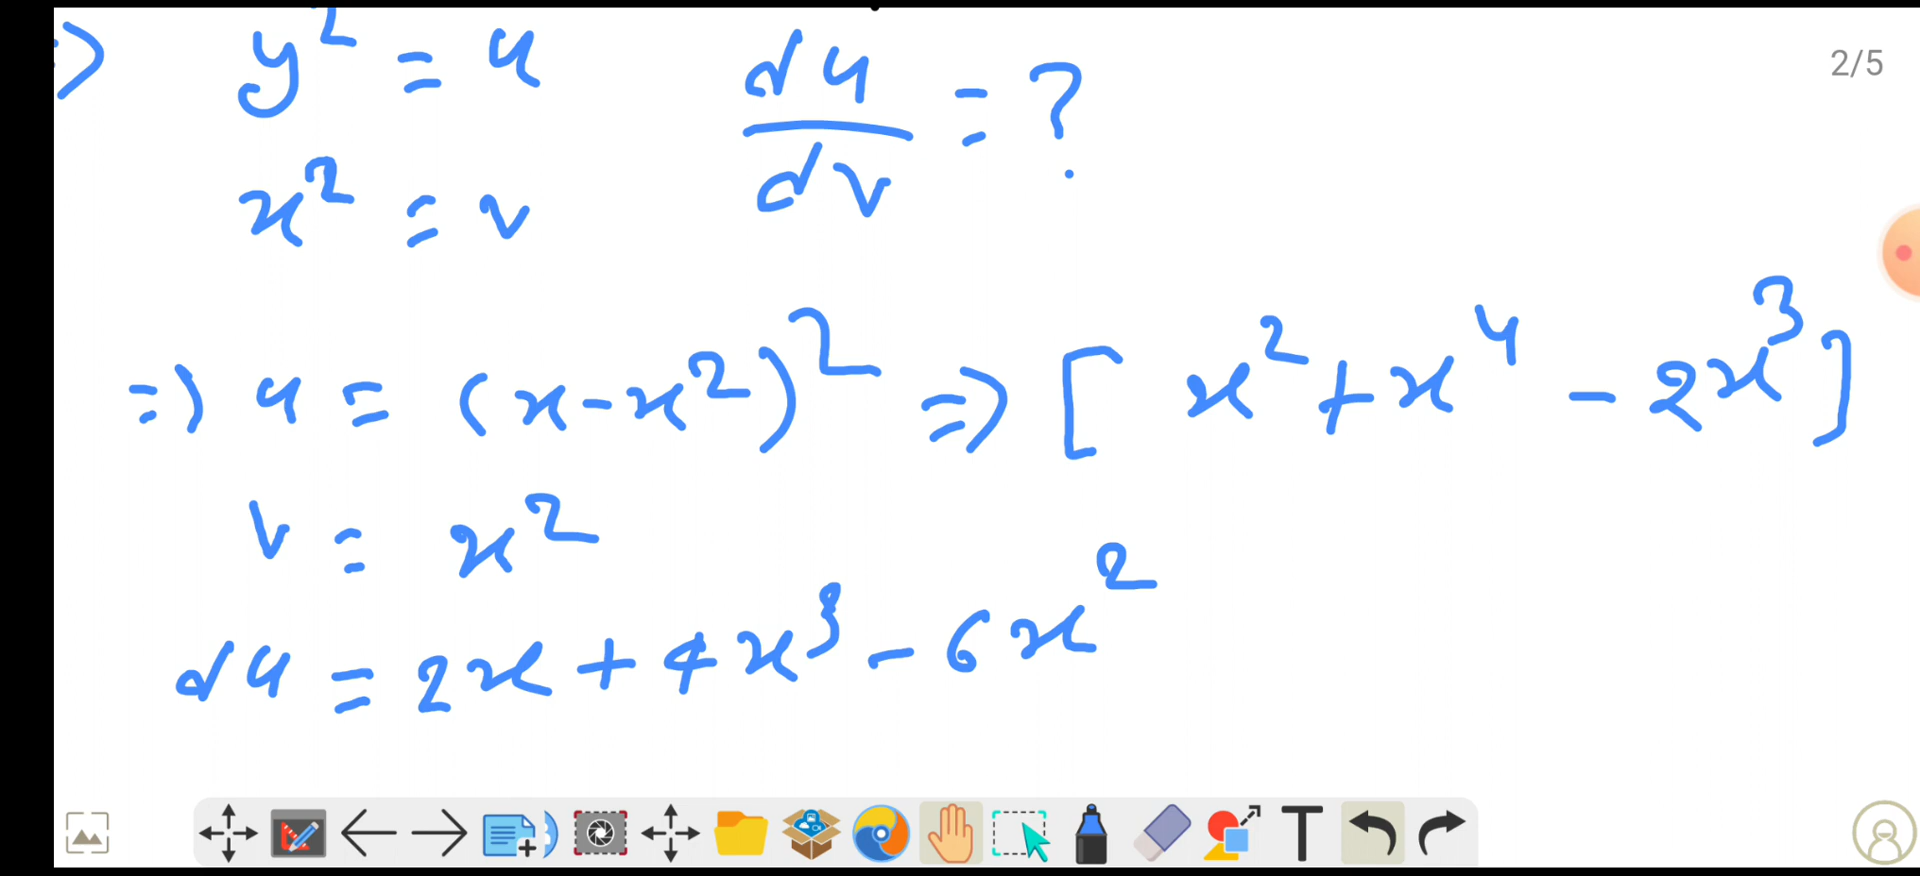 ⇒ y² = u du/dv = ?
x² = v
2/5
⇒ u = (x-x²)² ⇒ [x² + x⁴ - 2x³]
v = x²
du = 2x + 4x³ - 6x²
T